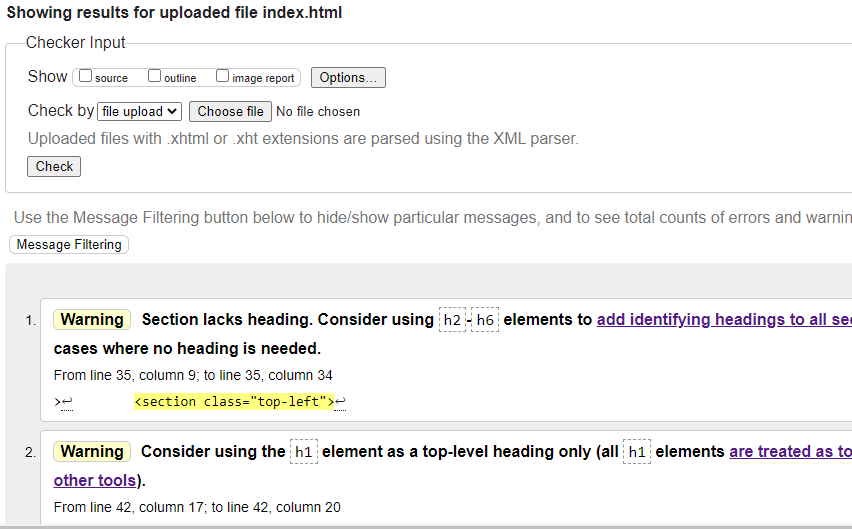 Showing results for uploaded file index.html
Checker Input
Show source outline image report Options...
Check by file upload Choose file No file chosen
Uploaded files with .xhtml or .xht extensions are parsed using the XML parser.
Check
Use the Message Filtering button below to hide/show particular messages, and to see total counts of errors and warnin
Message Filtering
1. Warning Section lacks heading. Consider using h2-h6 elements to add identifying headings to all se
cases where no heading is needed.
From line 35, column 9; to line 35, column 34
>↩ <section class="top-left">↩
2. Warning Consider using the h1 element as a top-level heading only (all h1 elements are treated as to
other tools).
From line 42, column 17; to line 42, column 20